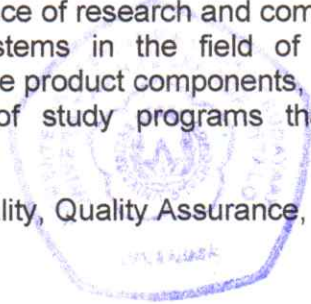 ce of research and com
stems in the field of
e product components,
of study programs th
lity, Quality Assurance,